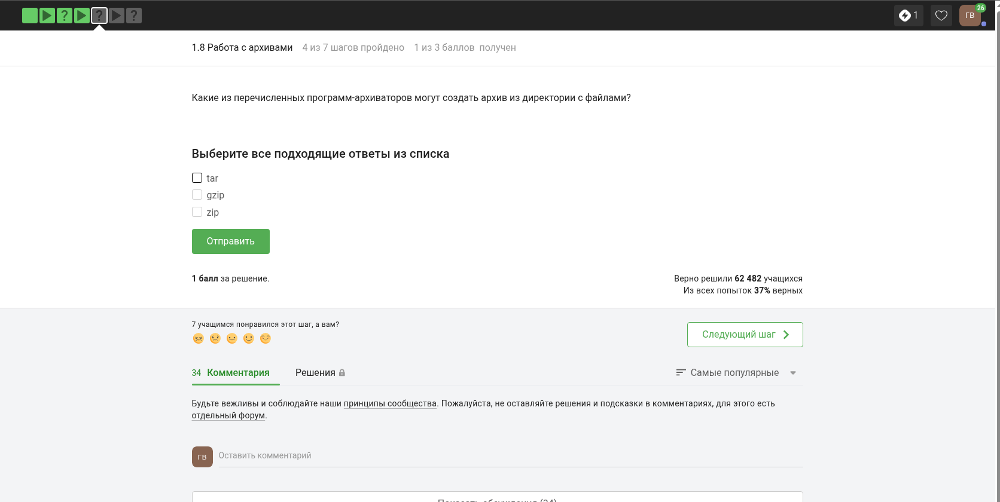 ? ? ?
1
ГВ
26
1.8 Работа с архивами 4 из 7 шагов пройдено 1 из 3 баллов получен
Какие из перечисленных программ-архиваторов могут создать архив из директории с файлами?
Выберите все подходящие ответы из списка
tar
gzip
zip
Отправить
1 балл за решение.
Верно решили 62 482 учащихся
Из всех попыток 37% верных
7 учащимся понравился этот шаг, а вам?
Следующий шаг
34 Комментария Решения Самые популярные
Будьте вежливы и соблюдайте наши принципы сообщества. Пожалуйста, не оставляйте решения и подсказки в комментариях, для этого есть
отдельный форум.
ГВ Оставить комментарий
Показать обсуждения (34)